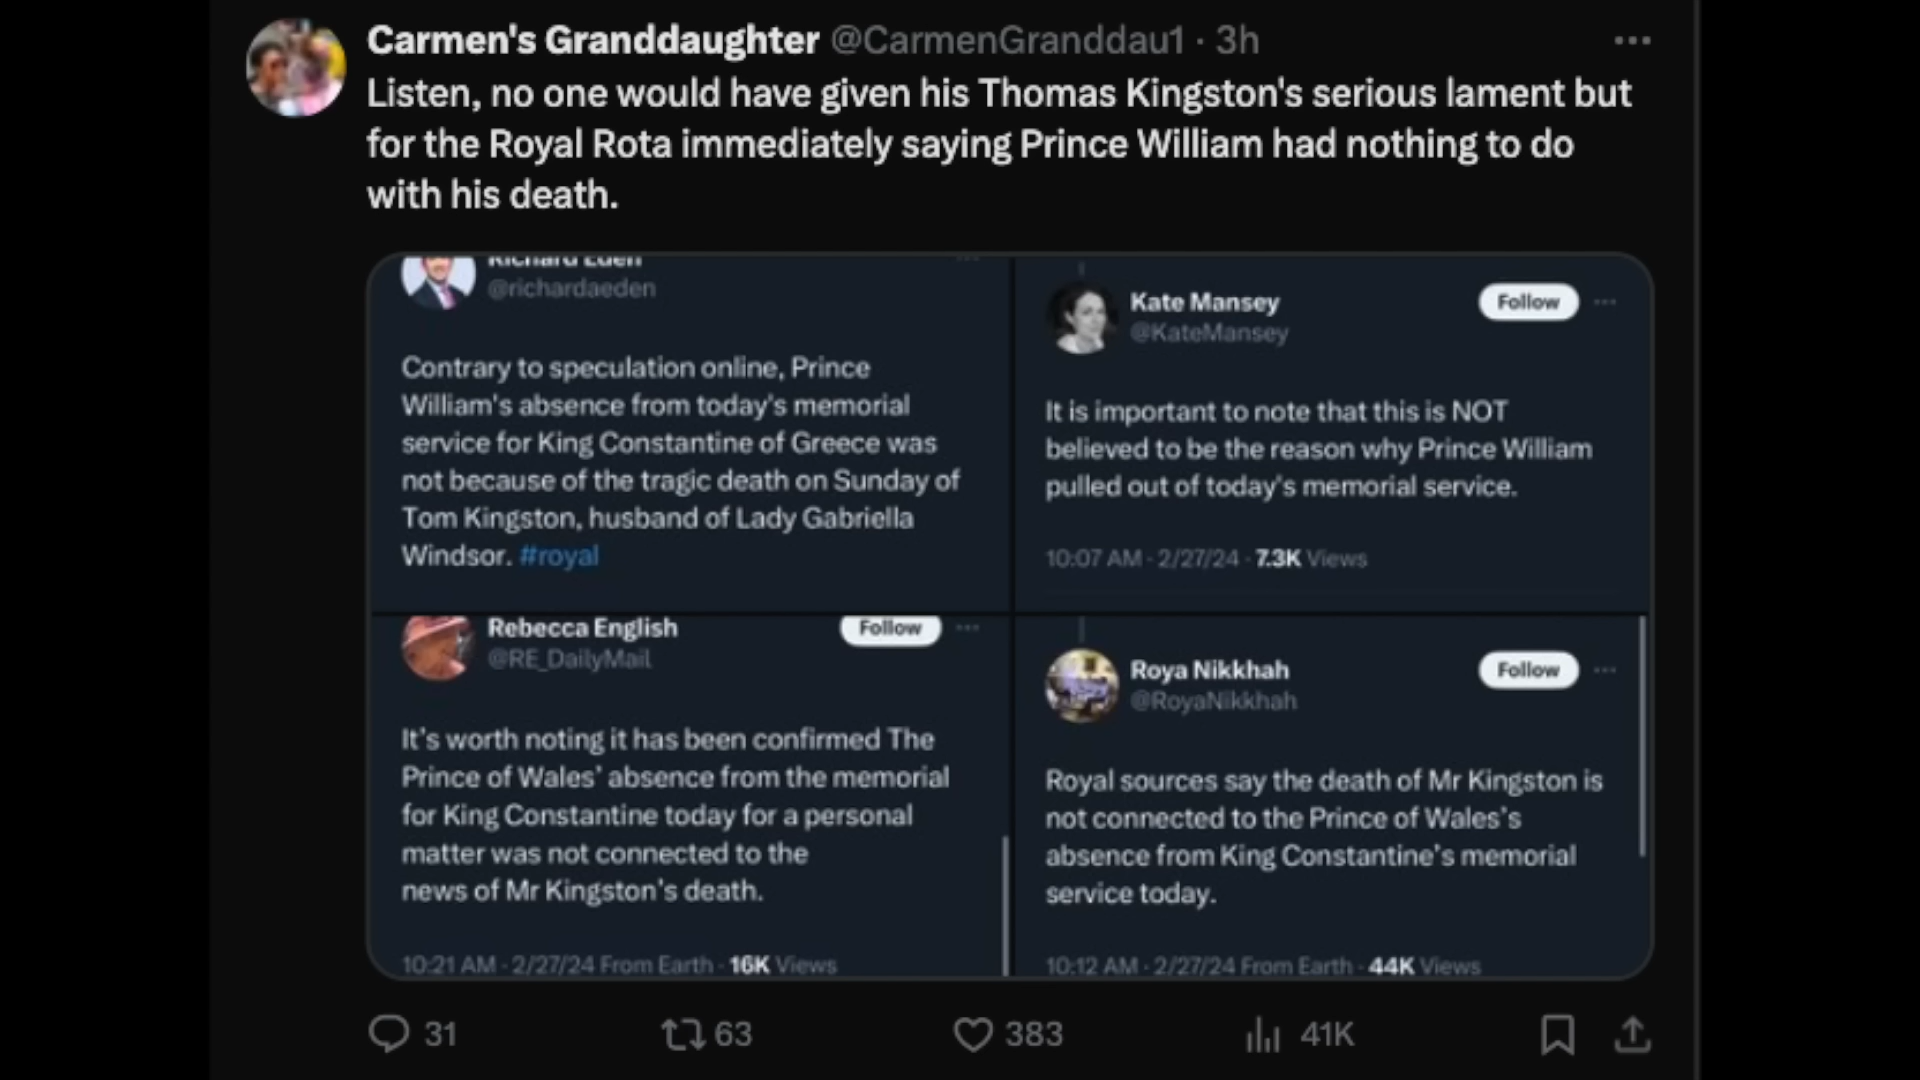 Carmen's Granddaughter @CarmenGranddau1 · 3h
Listen, no one would have given his Thomas Kingston's serious lament but
for the Royal Rota immediately saying Prince William had nothing to do
with his death.
Richard Eden
@richardaeden
Contrary to speculation online, Prince
William's absence from today's memorial
service for King Constantine of Greece was
not because of the tragic death on Sunday of
Tom Kingston, husband of Lady Gabriella
Windsor. #royal
Kate Mansey
@KateMansey
Follow
It is important to note that this is NOT
believed to be the reason why Prince William
pulled out of today's memorial service.
10:07 AM · 2/27/24 · 7.3K Views
Rebecca English
@RE_DailyMail
Follow
It's worth noting it has been confirmed The
Prince of Wales' absence from the memorial
for King Constantine today for a personal
matter was not connected to the
news of Mr Kingston's death.
10:21 AM · 2/27/24 From Earth · 16K Views
Roya Nikkhah
@RoyaNikkhah
Follow
Royal sources say the death of Mr Kingston is
not connected to the Prince of Wales's
absence from King Constantine's memorial
service today.
10:12 AM · 2/27/24 From Earth · 44K Views
31 63 383 41K